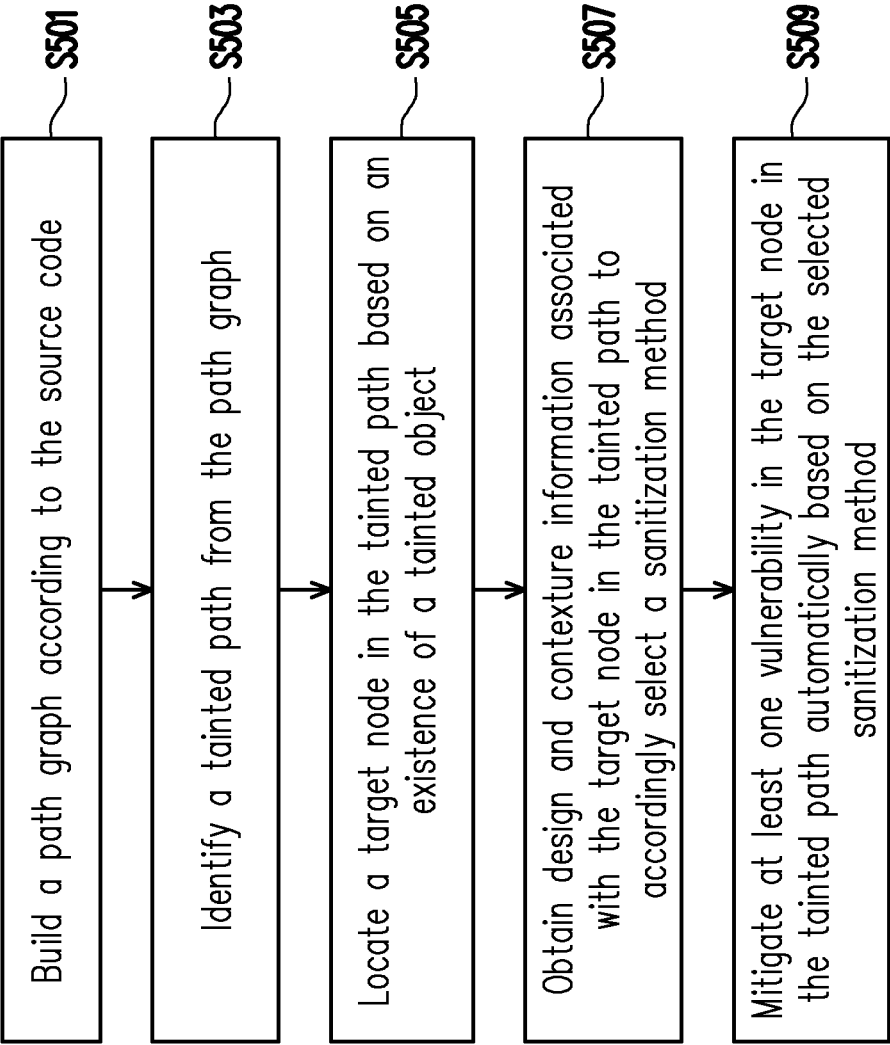 Build a path graph according to the source code
S501
Identify a tainted path from the path graph
S503
Locate a target node in the tainted path based on an
existence of a tainted object
S505
Obtain design and contexture information associated
with the target node in the tainted path to
accordingly select a sanitization method
S507
Mitigate at least one vulnerability in the target node in
the tainted path automatically based on the selected
sanitization method
S509